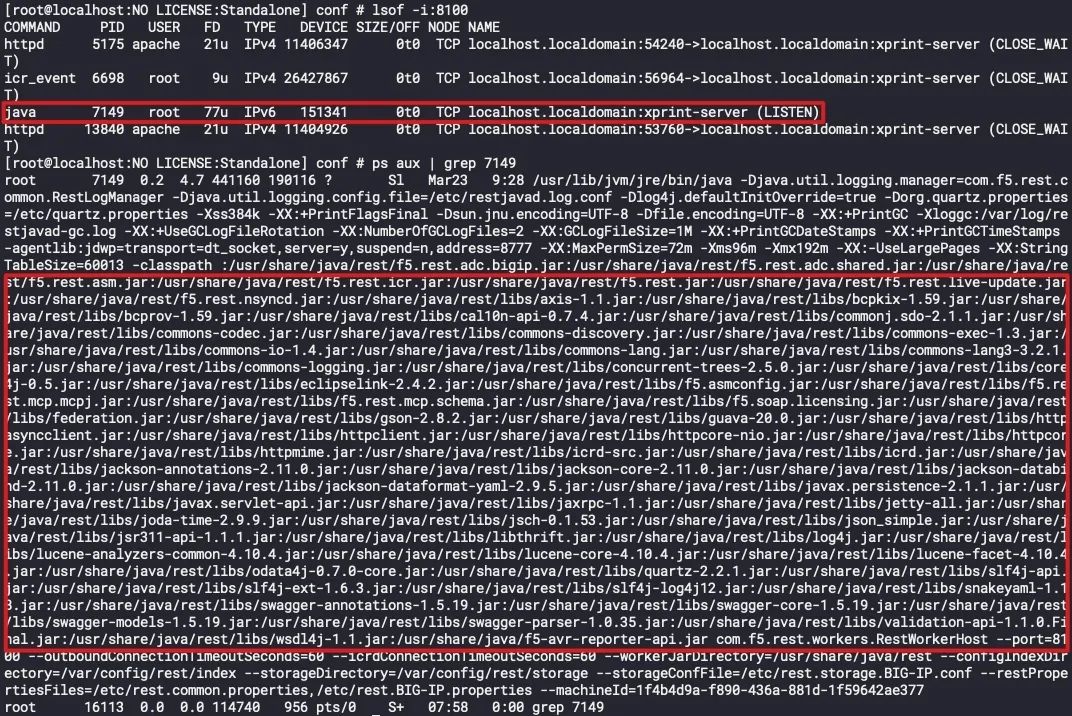 [root@localhost:NO LICENSE:Standalone] conf # lsof -i:8100
COMMAND     PID   USER   FD   TYPE   DEVICE SIZE/OFF NODE NAME
httpd      5175 apache   21u  IPv4 11406347      0t0  TCP localhost.localdomain:54240->localhost.localdomain:xprint-server (CLOSE_WAI
T)
icr_event  6698   root    9u  IPv4 26427867      0t0  TCP localhost.localdomain:56964->localhost.localdomain:xprint-server (CLOSE_WAI
T)
java       7149   root   77u  IPv6   151341      0t0  TCP localhost.localdomain:xprint-server (LISTEN)
httpd     13840 apache   21u  IPv4 11404926      0t0  TCP localhost.localdomain:53760->localhost.localdomain:xprint-server (CLOSE_WAI
T)
[root@localhost:NO LICENSE:Standalone] conf # ps aux | grep 7149
root      7149  0.2  4.7 441160 190116 ?       Sl   Mar23   9:28 /usr/lib/jvm/jre/bin/java -Djava.util.logging.manager=com.f5.rest.c
ommon.RestLogManager -Djava.util.logging.config.file=/etc/restjavad.log.conf -Dlog4j.defaultInitOverride=true -Dorg.quartz.properties
=/etc/quartz.properties -Xss384k -XX:+PrintFlagsFinal -Dsun.jnu.encoding=UTF-8 -Dfile.encoding=UTF-8 -XX:+PrintGC -Xloggc:/var/log/re
stjavad-gc.log -XX:+UseGCLogFileRotation -XX:NumberOfGCLogFiles=2 -XX:GCLogFileSize=1M -XX:+PrintGCDateStamps -XX:+PrintGCTimeStamps
-agentlib:jdwp=transport=dt_socket,server=y,suspend=n,address=8777 -XX:MaxPermSize=72m -Xms96m -Xmx192m -XX:-UseLargePages -XX:String
TableSize=60013 -classpath :/usr/share/java/rest/f5.rest.adc.bigip.jar:/usr/share/java/rest/f5.rest.adc.shared.jar:/usr/share/java/re
st/f5.rest.asm.jar:/usr/share/java/rest/f5.rest.icr.jar:/usr/share/java/rest/f5.rest.jar:/usr/share/java/rest/f5.rest.live-update.jar
:/usr/share/java/rest/f5.rest.nsyncd.jar:/usr/share/java/rest/libs/axis-1.1.jar:/usr/share/java/rest/libs/bcpkix-1.59.jar:/usr/share/
java/rest/libs/bcprov-1.59.jar:/usr/share/java/rest/libs/cal10n-api-0.7.4.jar:/usr/share/java/rest/libs/commonj.sdo-2.1.1.jar:/usr/sh
are/java/rest/libs/commons-codec.jar:/usr/share/java/rest/libs/commons-discovery.jar:/usr/share/java/rest/libs/commons-exec-1.3.jar:/
usr/share/java/rest/libs/commons-io-1.4.jar:/usr/share/java/rest/libs/commons-lang.jar:/usr/share/java/rest/libs/commons-lang3-3.2.1.
jar:/usr/share/java/rest/libs/commons-logging.jar:/usr/share/java/rest/libs/concurrent-trees-2.5.0.jar:/usr/share/java/rest/libs/core
4j-0.5.jar:/usr/share/java/rest/libs/eclipselink-2.4.2.jar:/usr/share/java/rest/libs/f5.asmconfig.jar:/usr/share/java/rest/libs/f5.re
st.mcp.mcpj.jar:/usr/share/java/rest/libs/f5.rest.mcp.schema.jar:/usr/share/java/rest/libs/f5.soap.licensing.jar:/usr/share/java/rest
/libs/federation.jar:/usr/share/java/rest/libs/gson-2.8.2.jar:/usr/share/java/rest/libs/guava-20.0.jar:/usr/share/java/rest/libs/http
asyncclient.jar:/usr/share/java/rest/libs/httpclient.jar:/usr/share/java/rest/libs/httpcore-nio.jar:/usr/share/java/rest/libs/httpcor
e.jar:/usr/share/java/rest/libs/httpmime.jar:/usr/share/java/rest/libs/icrd-src.jar:/usr/share/java/rest/libs/icrd.jar:/usr/share/jav
a/rest/libs/jackson-annotations-2.11.0.jar:/usr/share/java/rest/libs/jackson-core-2.11.0.jar:/usr/share/java/rest/libs/jackson-databi
nd-2.11.0.jar:/usr/share/java/rest/libs/jackson-dataformat-yaml-2.9.5.jar:/usr/share/java/rest/libs/javax.persistence-2.1.1.jar:/usr/
share/java/rest/libs/javax.servlet-api.jar:/usr/share/java/rest/libs/jaxrpc-1.1.jar:/usr/share/java/rest/libs/jetty-all.jar:/usr/shar
e/java/rest/libs/joda-time-2.9.9.jar:/usr/share/java/rest/libs/jsch-0.1.53.jar:/usr/share/java/rest/libs/json_simple.jar:/usr/share/j
ava/rest/libs/jsr311-api-1.1.1.jar:/usr/share/java/rest/libs/libthrift.jar:/usr/share/java/rest/libs/log4j.jar:/usr/share/java/rest/l
ibs/lucene-analyzers-common-4.10.4.jar:/usr/share/java/rest/libs/lucene-core-4.10.4.jar:/usr/share/java/rest/libs/lucene-facet-4.10.4
.jar:/usr/share/java/rest/libs/odata4j-0.7.0-core.jar:/usr/share/java/rest/libs/quartz-2.2.1.jar:/usr/share/java/rest/libs/slf4j-api.
jar:/usr/share/java/rest/libs/slf4j-ext-1.6.3.jar:/usr/share/java/rest/libs/slf4j-log4j12.jar:/usr/share/java/rest/libs/snakeyaml-1.1
8.jar:/usr/share/java/rest/libs/swagger-annotations-1.5.19.jar:/usr/share/java/rest/libs/swagger-core-1.5.19.jar:/usr/share/java/rest
/libs/swagger-models-1.5.19.jar:/usr/share/java/rest/libs/swagger-parser-1.0.35.jar:/usr/share/java/rest/libs/validation-api-1.1.0.Fi
nal.jar:/usr/share/java/rest/libs/wsdl4j-1.1.jar:/usr/share/java/f5-avr-reporter-api.jar com.f5.rest.workers.RestWorkerHost --port=81
00 --outboundConnectionTimeoutSeconds=60 --icrdConnectionTimeoutSeconds=60 --workerJarDirectory=/usr/share/java/rest --configIndexDir
ectory=/var/config/rest/index --storageDirectory=/var/config/rest/storage --storageConfFile=/etc/rest.storage.BIG-IP.conf --restPrope
rtiesFiles=/etc/rest.common.properties,/etc/rest.BIG-IP.properties --machineId=1f4b4d9a-f890-436a-881d-1f59642ae377
root     16113  0.0  0.0 114740    956 pts/0    S+   07:58   0:00 grep 7149